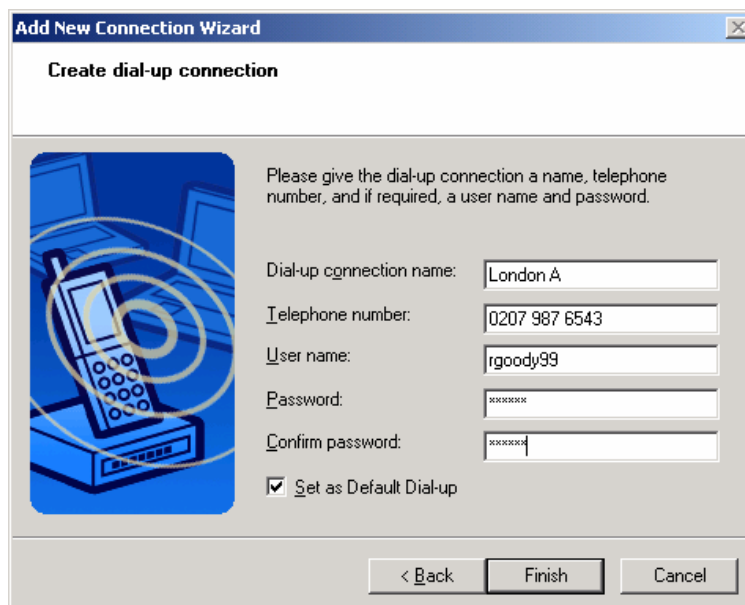 Add New Connection Wizard
Create dial-up connection
Please give the dial-up connection a name, telephone
number, and if required, a user name and password.
Dial-up connection name: London A
Telephone number: 0207 987 6543
User name: rgoody99
Password: ******
Confirm password: ******
Set as Default Dial-up
< Back Finish Cancel